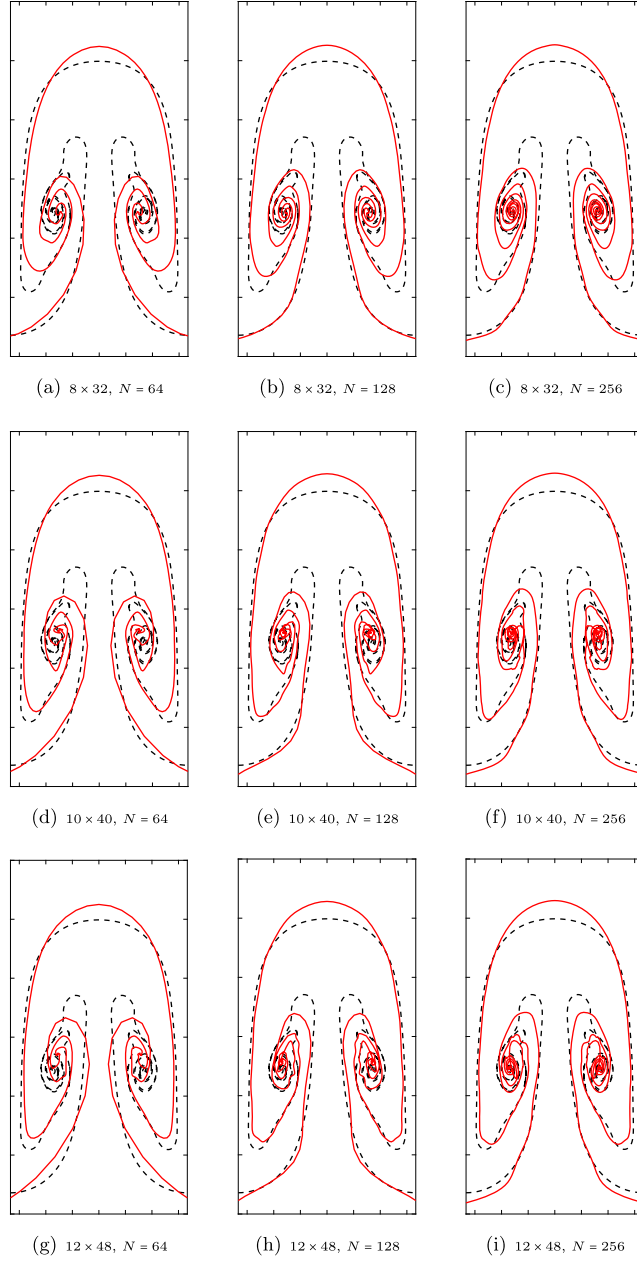 (a) 8 × 32, N = 64
(b) 8 × 32, N = 128
(c) 8 × 32, N = 256
(d) 10 × 40, N = 64
(e) 10 × 40, N = 128
(f) 10 × 40, N = 256
(g) 12 × 48, N = 64
(h) 12 × 48, N = 128
(i) 12 × 48, N = 256